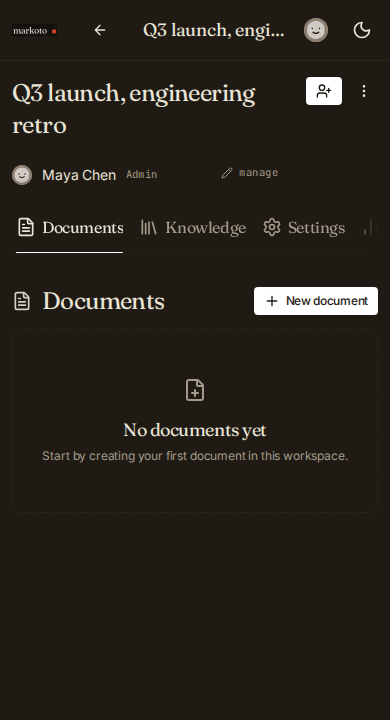 markoto
Q3 launch, engi...
Q3 launch, engineering
retro
Maya Chen Admin manage
Documents Knowledge Settings
Documents New document
No documents yet
Start by creating your first document in this workspace.